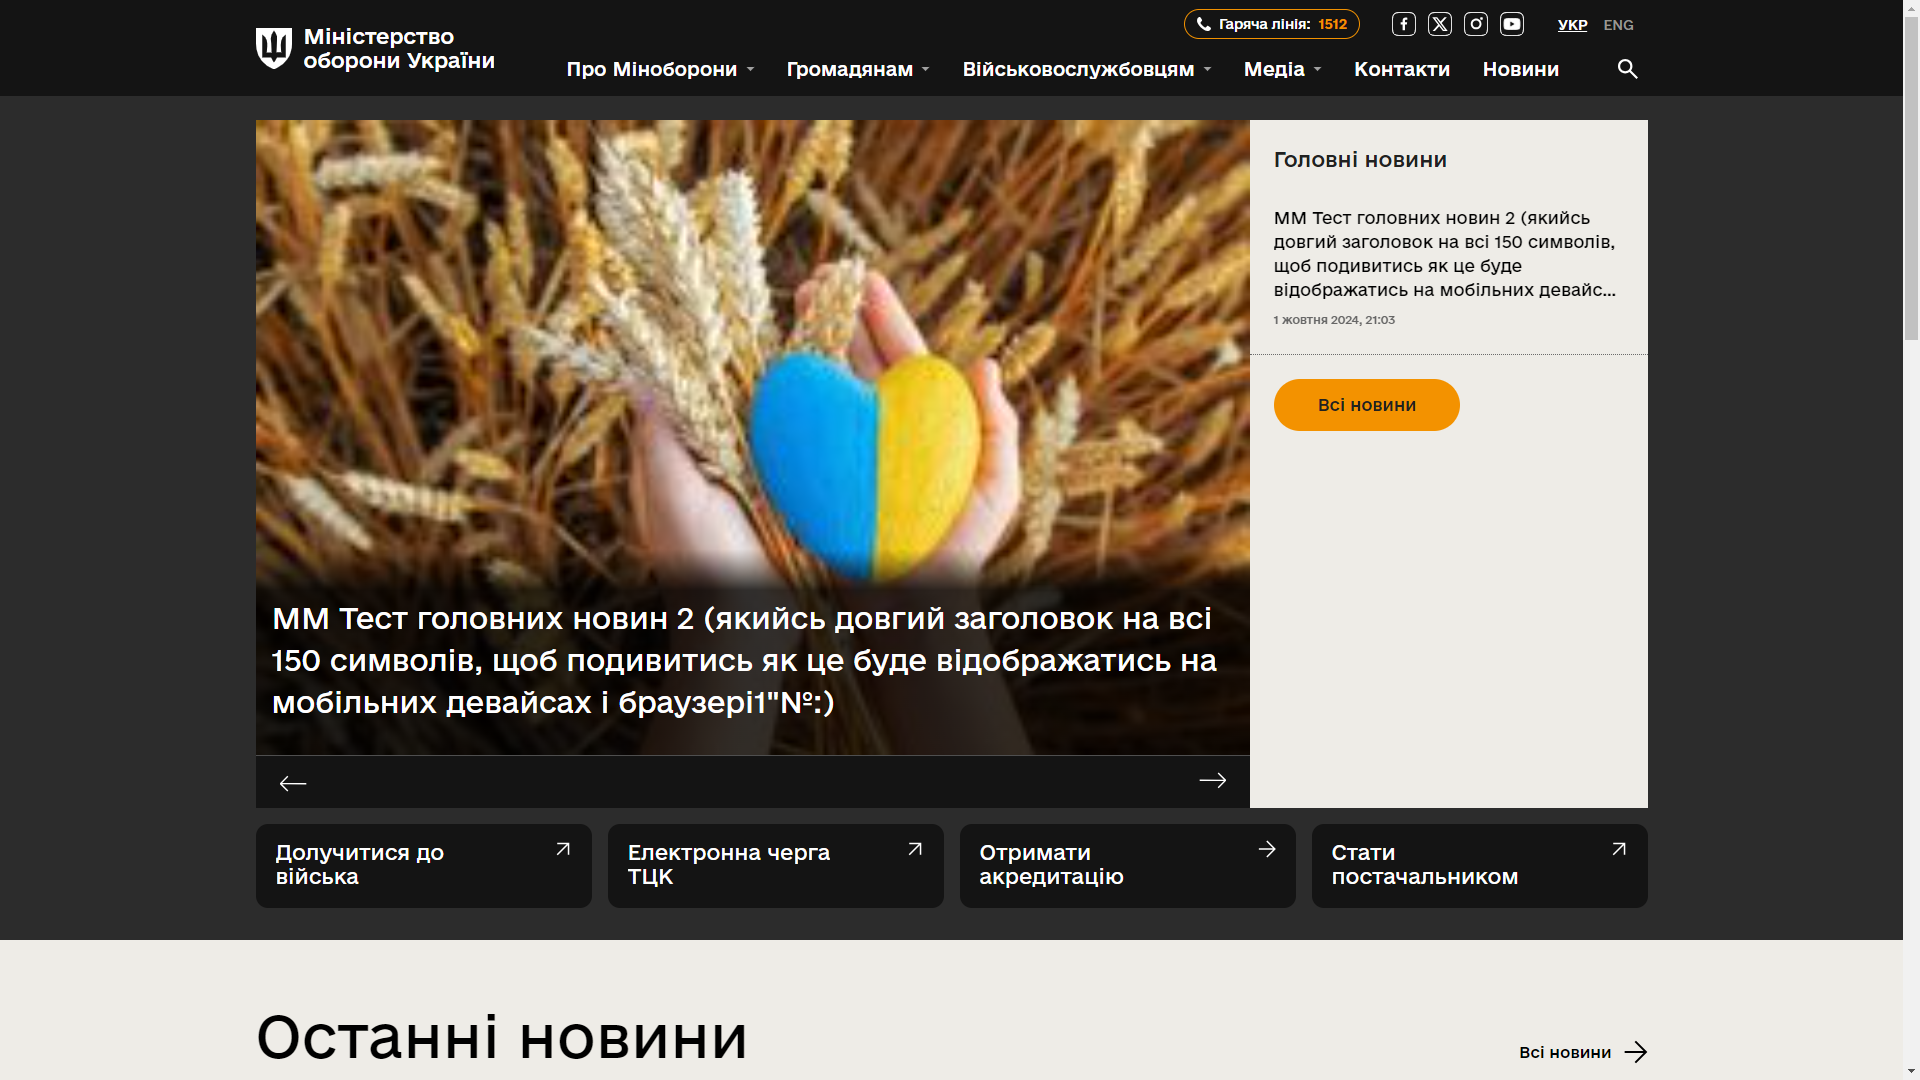 Міністерство
оборони України
Гаряча лінія: 1512
УКР ENG
Про Міноборони Громадянам Військовослужбовцям Медіа Контакти Новини
ММ Тест головних новин 2 (якийсь довгий заголовок на всі
150 символів, щоб подивитись як це буде відображатись на
мобільних девайсах і браузері1"№:)
Головні новини
ММ Тест головних новин 2 (якийсь
довгий заголовок на всі 150 символів,
щоб подивитись як це буде
відображатись на мобільних девайс...
1 жовтня 2024, 21:03
Всі новини
Долучитися до
війська
Електронна черга
ТЦК
Отримати
акредитацію
Стати
постачальником
Останні новини
Всі новини